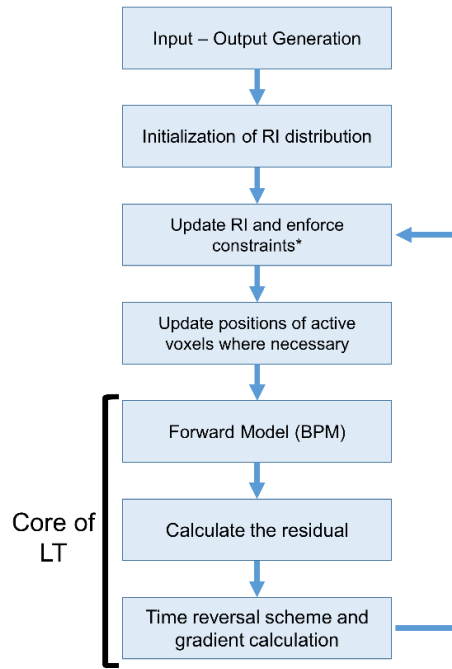 Input – Output Generation
Initialization of RI distribution
Update RI and enforce
constraints*
Update positions of active
voxels where necessary
Forward Model (BPM)
Calculate the residual
Time reversal scheme and
gradient calculation
Core of
LT